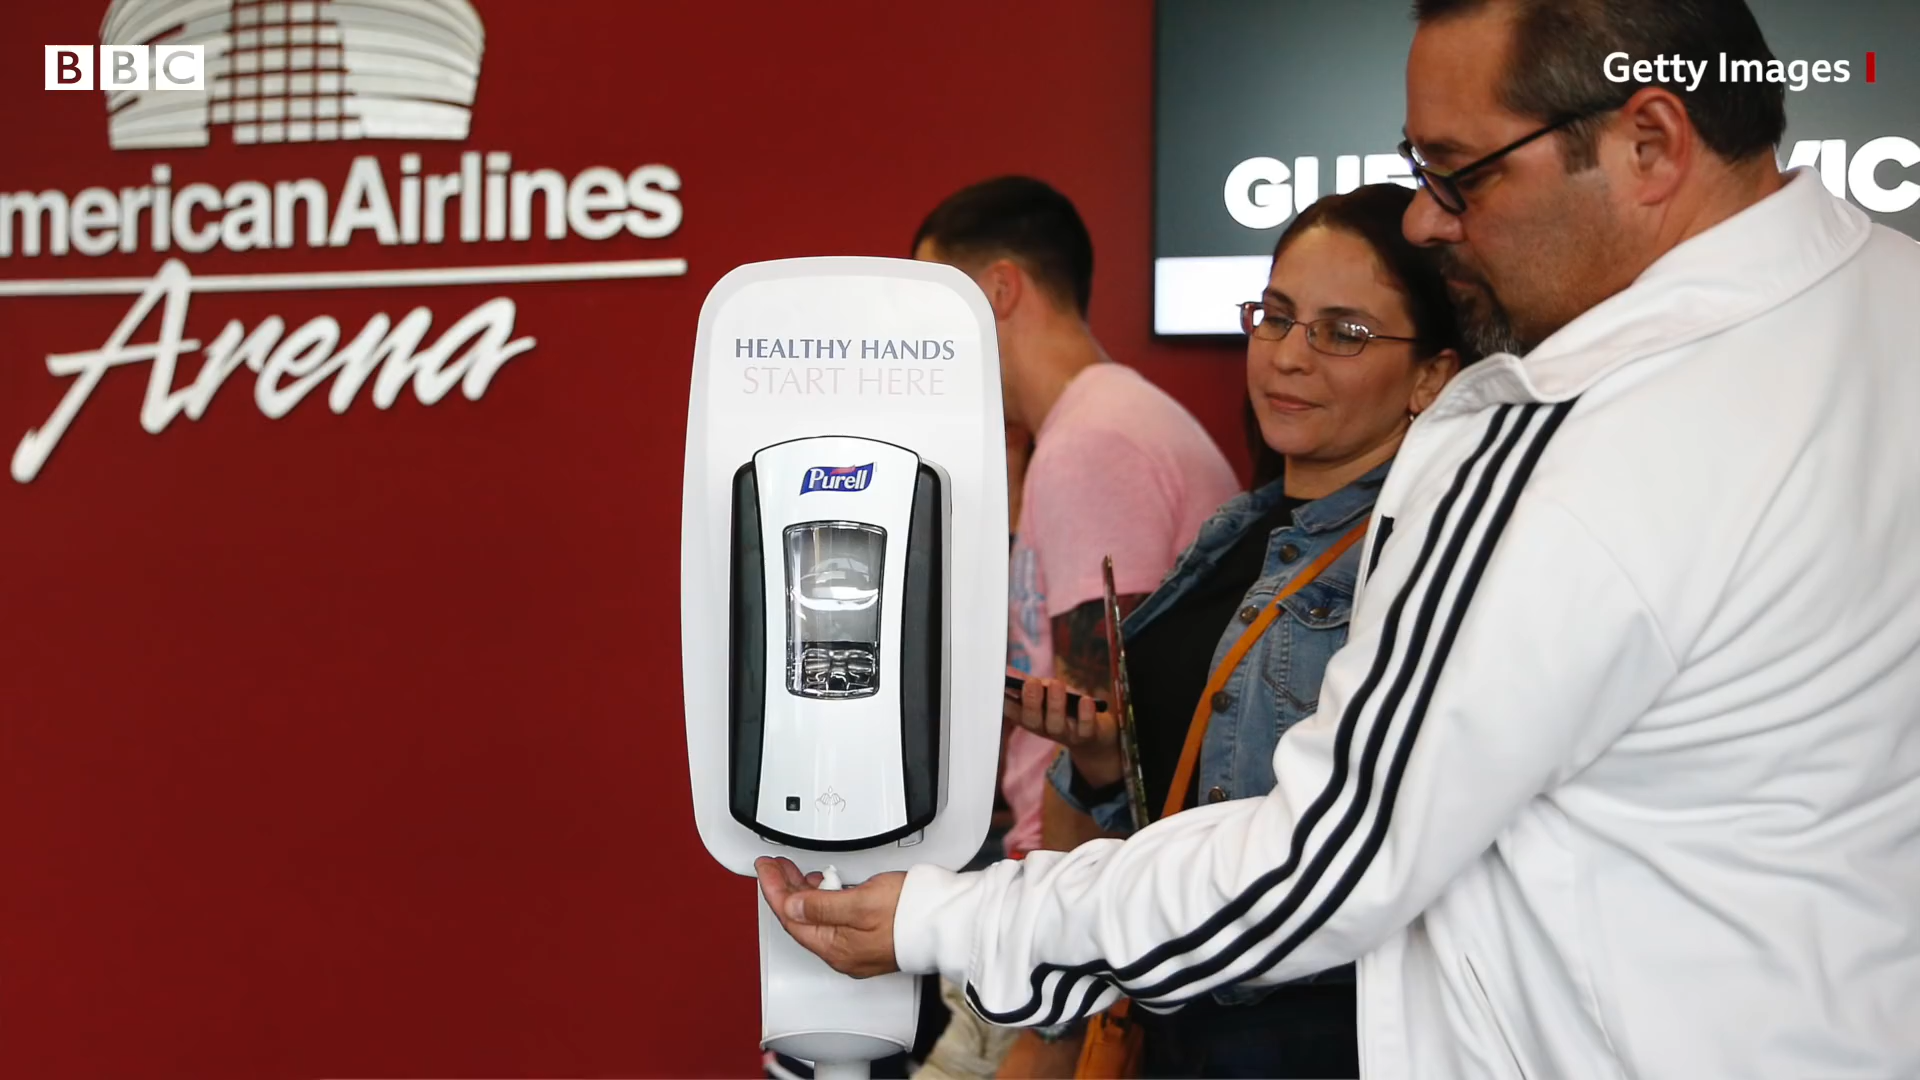 BBC
Getty Images
mericanAirlines
Arena
HEALTHY HANDS
START HERE
Purell